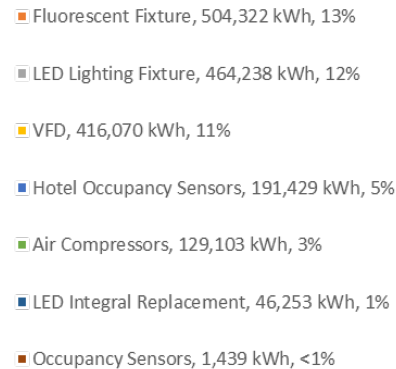 Fluorescent Fixture, 504,322 kWh, 13%
LED Lighting Fixture, 464,238 kWh, 12%
VFD, 416,070 kWh, 11%
Hotel Occupancy Sensors, 191,429 kWh, 5%
Air Compressors, 129,103 kWh, 3%
LED Integral Replacement, 46,253 kWh, 1%
Occupancy Sensors, 1,439 kWh, <1%